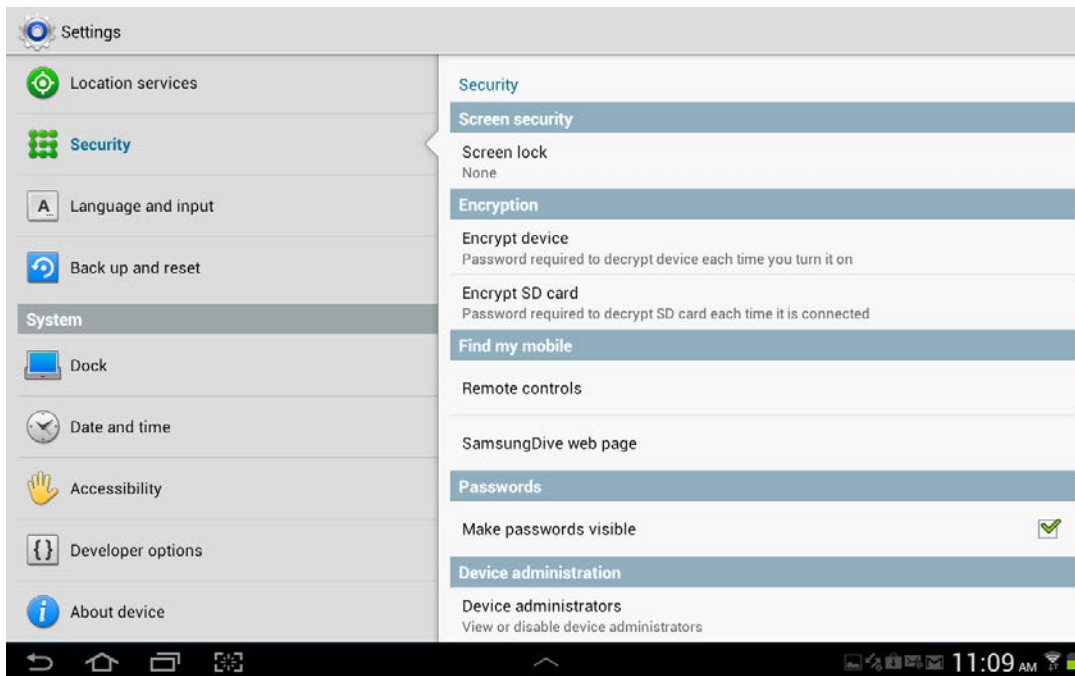 Settings
Location services
Security
Language and input
Back up and reset
System
Dock
Date and time
Accessibility
Developer options
About device
Security
Screen security
Screen lock
None
Encryption
Encrypt device
Password required to decrypt device each time you turn it on
Encrypt SD card
Password required to decrypt SD card each time it is connected
Find my mobile
Remote controls
SamsungDive web page
Passwords
Make passwords visible
Device administration
Device administrators
View or disable device administrators
11:09 AM